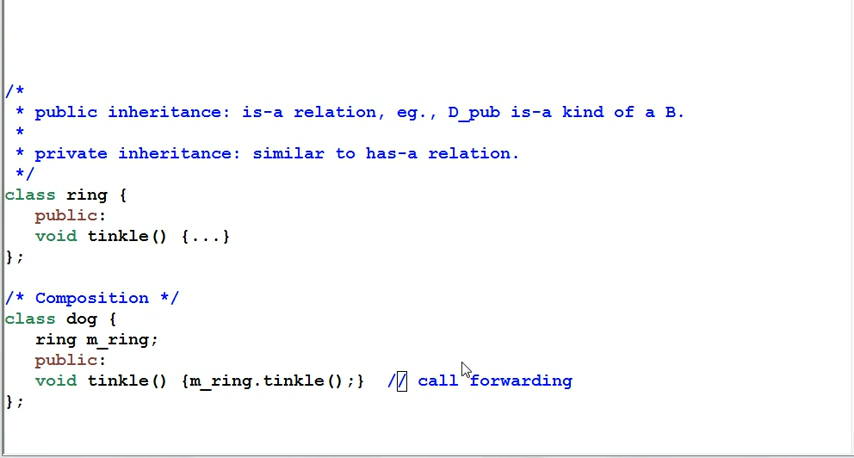 /*
 * public inheritance: is-a relation, eg., D_pub is-a kind of a B.
 *
 * private inheritance: similar to has-a relation.
 */
class ring {
   public:
   void tinkle() {...}
};

/* Composition */
class dog {
   ring m_ring;
   public:
   void tinkle() {m_ring.tinkle();}  // call forwarding
};